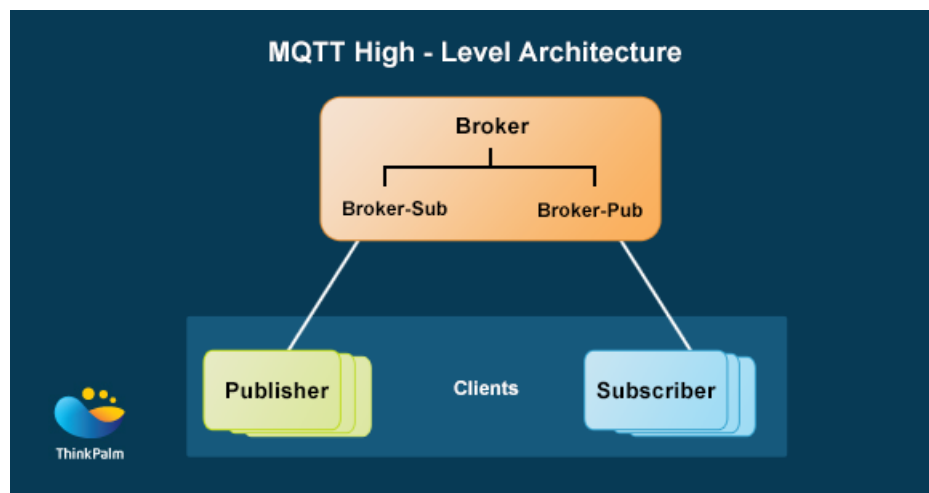 MQTT High - Level Architecture
Broker
Broker-Sub
Broker-Pub
Publisher
Clients
Subscriber
ThinkPalm